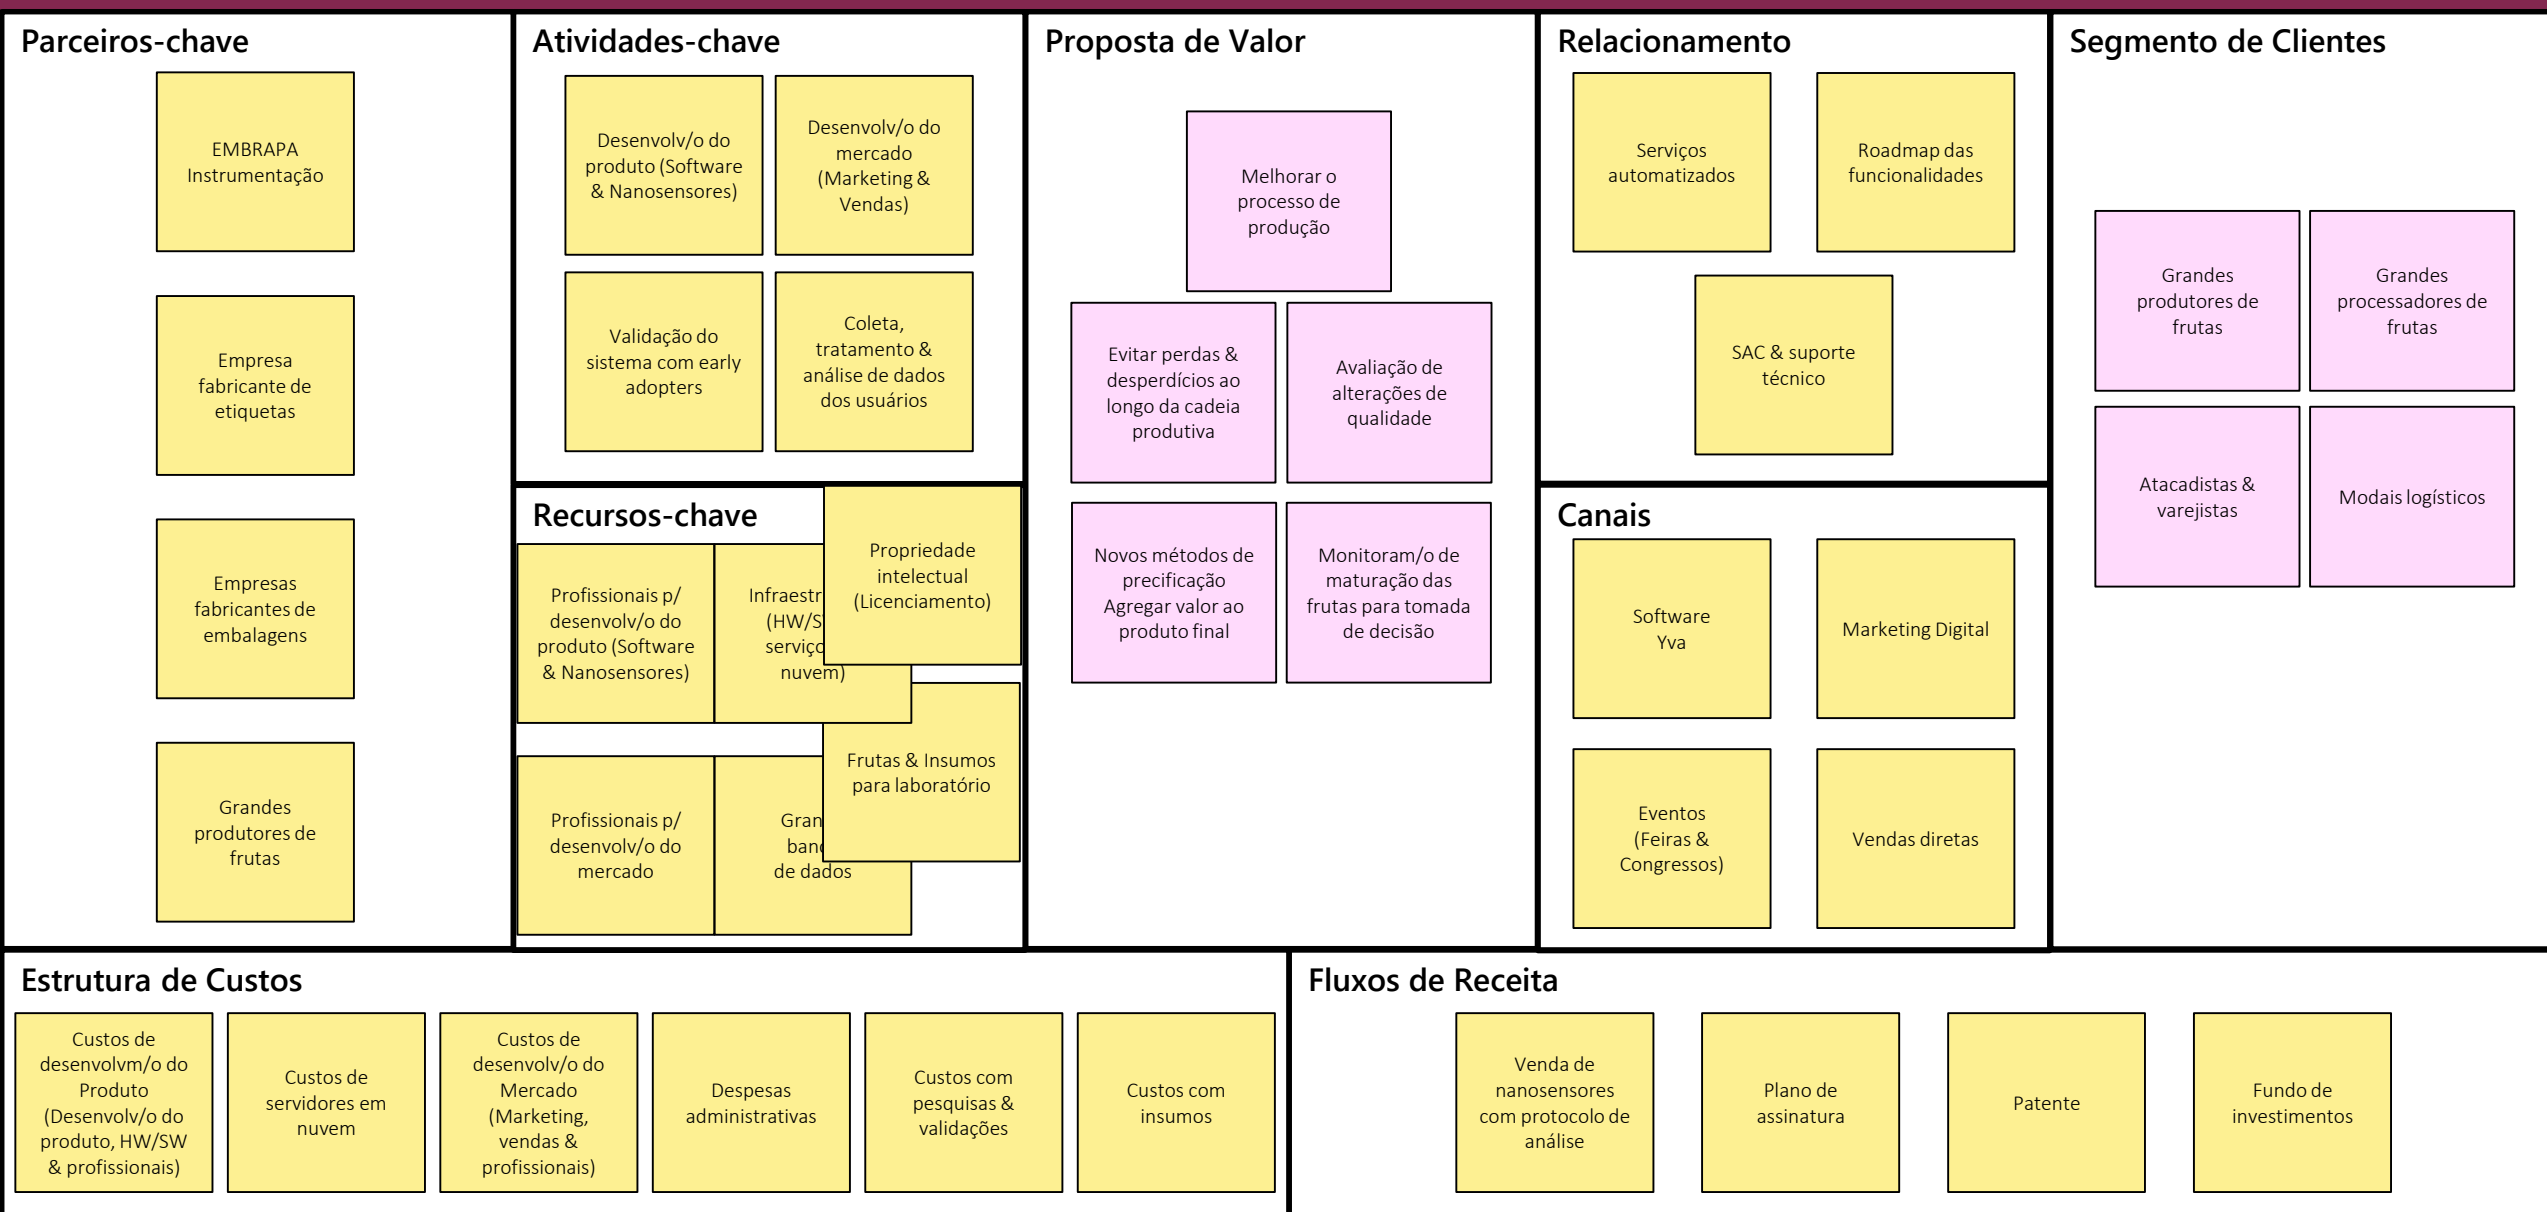 Parceiros-chave
EMBRAPA
Instrumentação
Empresa
fabricante de
etiquetas
Empresas
fabricantes de
embalagens
Grandes
produtores de
frutas
Atividades-chave
Desenvolv/o do
produto (Software
& Nanosensores)
Desenvolv/o do
mercado
(Marketing &
Vendas)
Validação do
sistema com early
adopters
Coleta,
tratamento &
análise de dados
dos usuários
Recursos-chave
Profissionais p/
desenvolv/o do
produto (Software
& Nanosensores)
(HW/S
nuvem)
Propriedade
intelectual
(Licenciamento)
Profissionais p/
desenvolv/o do
mercado
de dados
Frutas & Insumos
para laboratório
Proposta de Valor
Melhorar o
processo de
produção
Evitar perdas &
desperdícios ao
longo da cadeia
produtiva
Avaliação de
alterações de
qualidade
Novos métodos de
precificação
Agregar valor ao
produto final
Monitoram/o de
maturação das
frutas para tomada
de decisão
Relacionamento
Serviços
automatizados
Roadmap das
funcionalidades
SAC & suporte
técnico
Canais
Software
Yva
Marketing Digital
Eventos
(Feiras &
Congressos)
Vendas diretas
Segmento de Clientes
Grandes
produtores de
frutas
Grandes
processadores de
frutas
Atacadistas &
varejistas
Modais logísticos
Estrutura de Custos
Custos de
desenvolvm/o do
Produto
(Desenvolv/o do
produto, HW/SW
& profissionais)
Custos de
servidores em
nuvem
Custos de
desenvolv/o do
Mercado
(Marketing,
vendas &
profissionais)
Despesas
administrativas
Custos com
pesquisas &
validações
Custos com
insumos
Fluxos de Receita
Venda de
nanosensores
com protocolo de
análise
Plano de
assinatura
Patente
Fundo de
investimentos